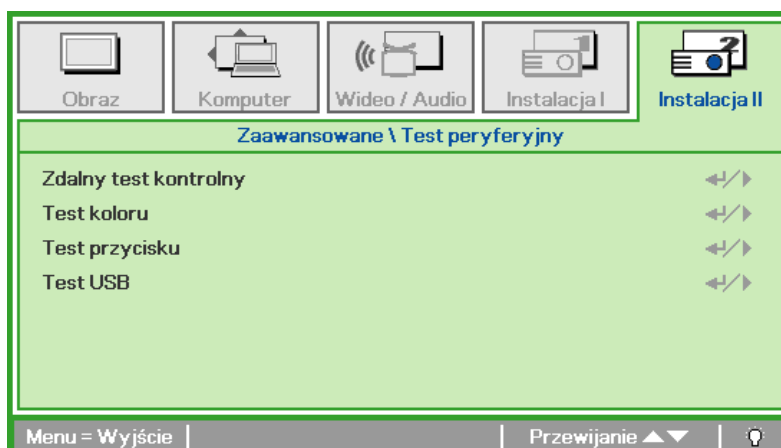 Obraz
Komputer
Wideo / Audio
Instalacja I
2
Instalacja II
Zaawansowane \ Test peryferyjny
Zdalny test kontrolny
Test koloru
Test przycisku
Test USB
Menu = Wyjście
Przewijanie ▲▼